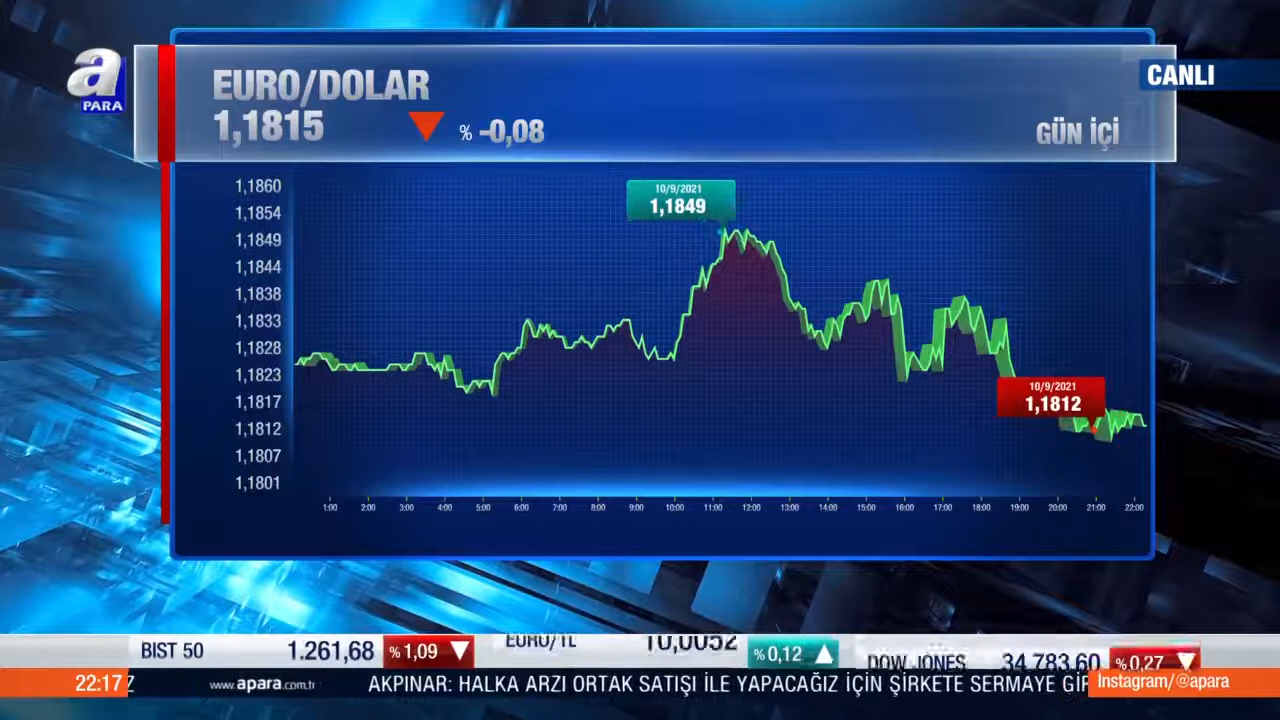 a
PARA
EURO/DOLAR
CANLI
1,1815
% -0,08
GÜN İÇİ
1,1860
1,1854
1,1849
1,1844
1,1838
1,1833
1,1828
1,1823
1,1817
1,1812
1,1807
1,1801
10/9/2021
1,1849
10/9/2021
1,1812
1:00 2:00 3:00 4:00 5:00 6:00 7:00 8:00 9:00 10:00 11:00 12:00 13:00 14:00 15:00 16:00 17:00 18:00 19:00 20:00 21:00 22:00
BIST 50 1.261,68 % 1,09 EURO/TL 10,0052 % 0,12 DOW JONES 34.783,60 % 0,27
22:17 Z www.apara.com.tr AKPINAR: HALKA ARZI ORTAK SATIŞI İLE YAPACAĞIZ İÇİN ŞİRKETE SERMAYE Instagram/@apara